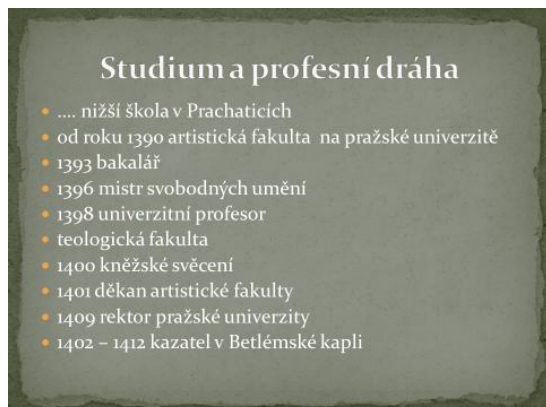 Studium a profesní dráha
.... nižší škola v Prachaticích
od roku 1390 artistická fakulta na pražské univerzitě
1393 bakalář
1396 mistr svobodných umění
1398 univerzitní profesor
teologická fakulta
1400 kněžské svěcení
1401 děkan artistické fakulty
1409 rektor pražské univerzity
1402 – 1412 kazatel v Betlémské kapli